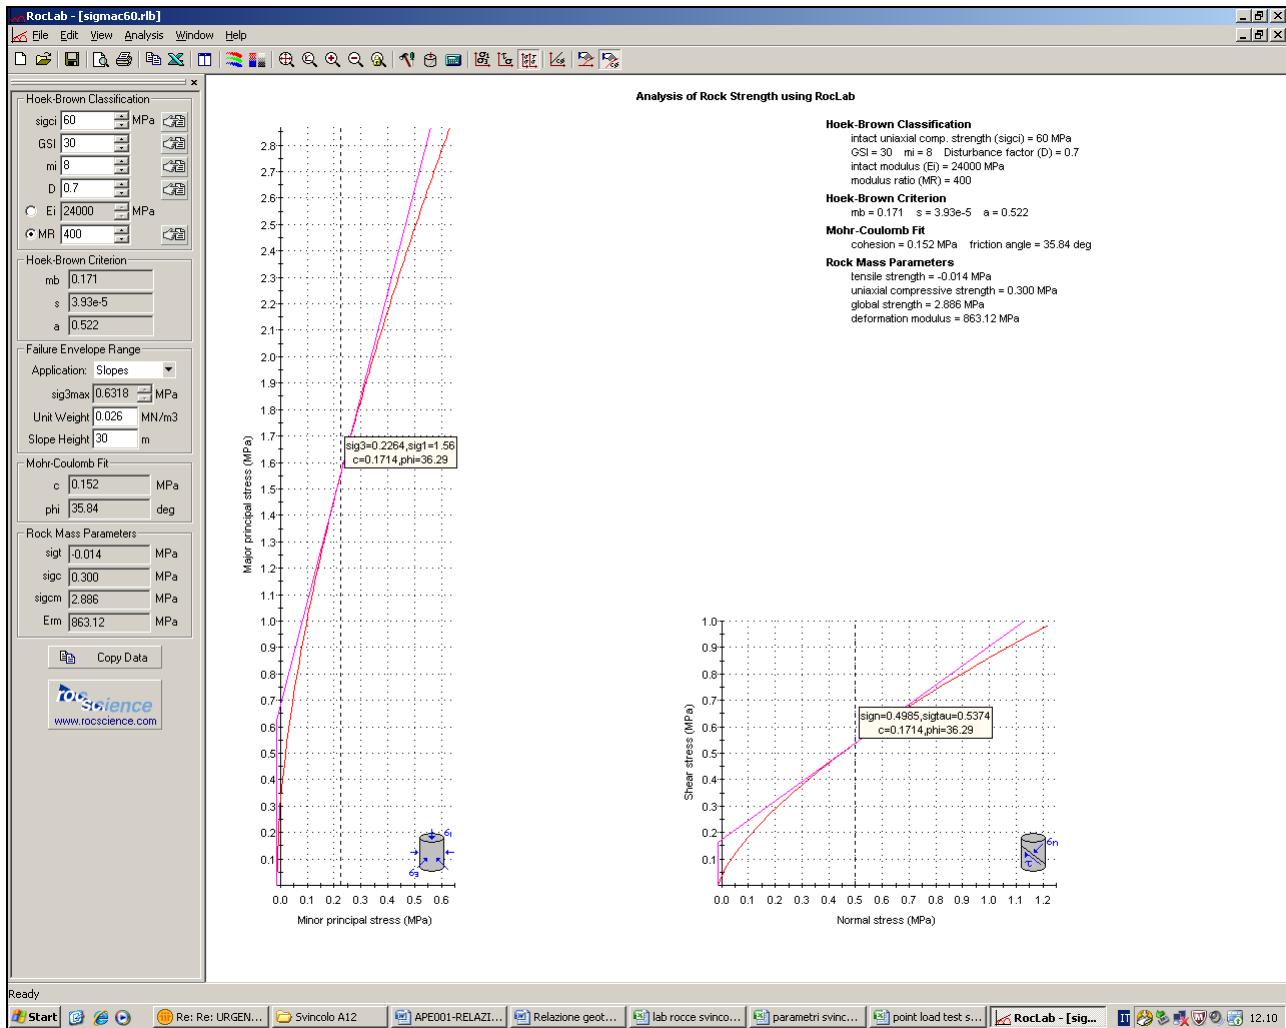 RocLab - [sigmac60.rlb]
File Edit View Analysis Window Help
Hoek-Brown Classification
sigci 60 MPa
GSI 30
mi 8
D 0.7
Ei 24000 MPa
MR 400
Hoek-Brown Criterion
mb 0.171
s 3.93e-5
a 0.522
Failure Envelope Range
Application: Slopes
sig3max 0.6318 MPa
Unit Weight 0.026 MN/m3
Slope Height 30 m
Mohr-Coulomb Fit
c 0.152 MPa
phi 35.84 deg
Rock Mass Parameters
sigt -0.014 MPa
sigc 0.300 MPa
sigcm 2.886 MPa
Erm 863.12 MPa
Copy Data
rocscience
www.rocscience.com
Analysis of Rock Strength using RocLab
Hoek-Brown Classification
intact uniaxial comp. strength (sigci) = 60 MPa
GSI = 30 mi = 8 Disturbance factor (D) = 0.7
intact modulus (Ei) = 24000 MPa
modulus ratio (MR) = 400
Hoek-Brown Criterion
mb = 0.171 s = 3.93e-5 a = 0.522
Mohr-Coulomb Fit
cohesion = 0.152 MPa friction angle = 35.84 deg
Rock Mass Parameters
tensile strength = -0.014 MPa
uniaxial compressive strength = 0.300 MPa
global strength = 2.886 MPa
deformation modulus = 863.12 MPa
Major principal stress (MPa)
2.8
2.7
2.6
2.5
2.4
2.3
2.2
2.1
2.0
1.9
1.8
1.7
1.6
1.5
1.4
1.3
1.2
1.1
1.0
0.9
0.8
0.7
0.6
0.5
0.4
0.3
0.2
0.1
sig3=0.2264,sig1=1.56
c=0.1714,phi=36.29
σ1
σ3
0.0 0.1 0.2 0.3 0.4 0.5 0.6
Minor principal stress (MPa)
Shear stress (MPa)
1.0
0.9
0.8
0.7
0.6
0.5
0.4
0.3
0.2
0.1
sign=0.4985,sigtau=0.5374
c=0.1714,phi=36.29
σn
τ
0.0 0.1 0.2 0.3 0.4 0.5 0.6 0.7 0.8 0.9 1.0 1.1 1.2
Normal stress (MPa)
Ready
Start Re: Re: URGEN... Svincolo A12 APE001-RELAZI... Relazione geot... lab rocce svinco... parametri svinc... point load test s... RocLab - [sig... IT 12.10